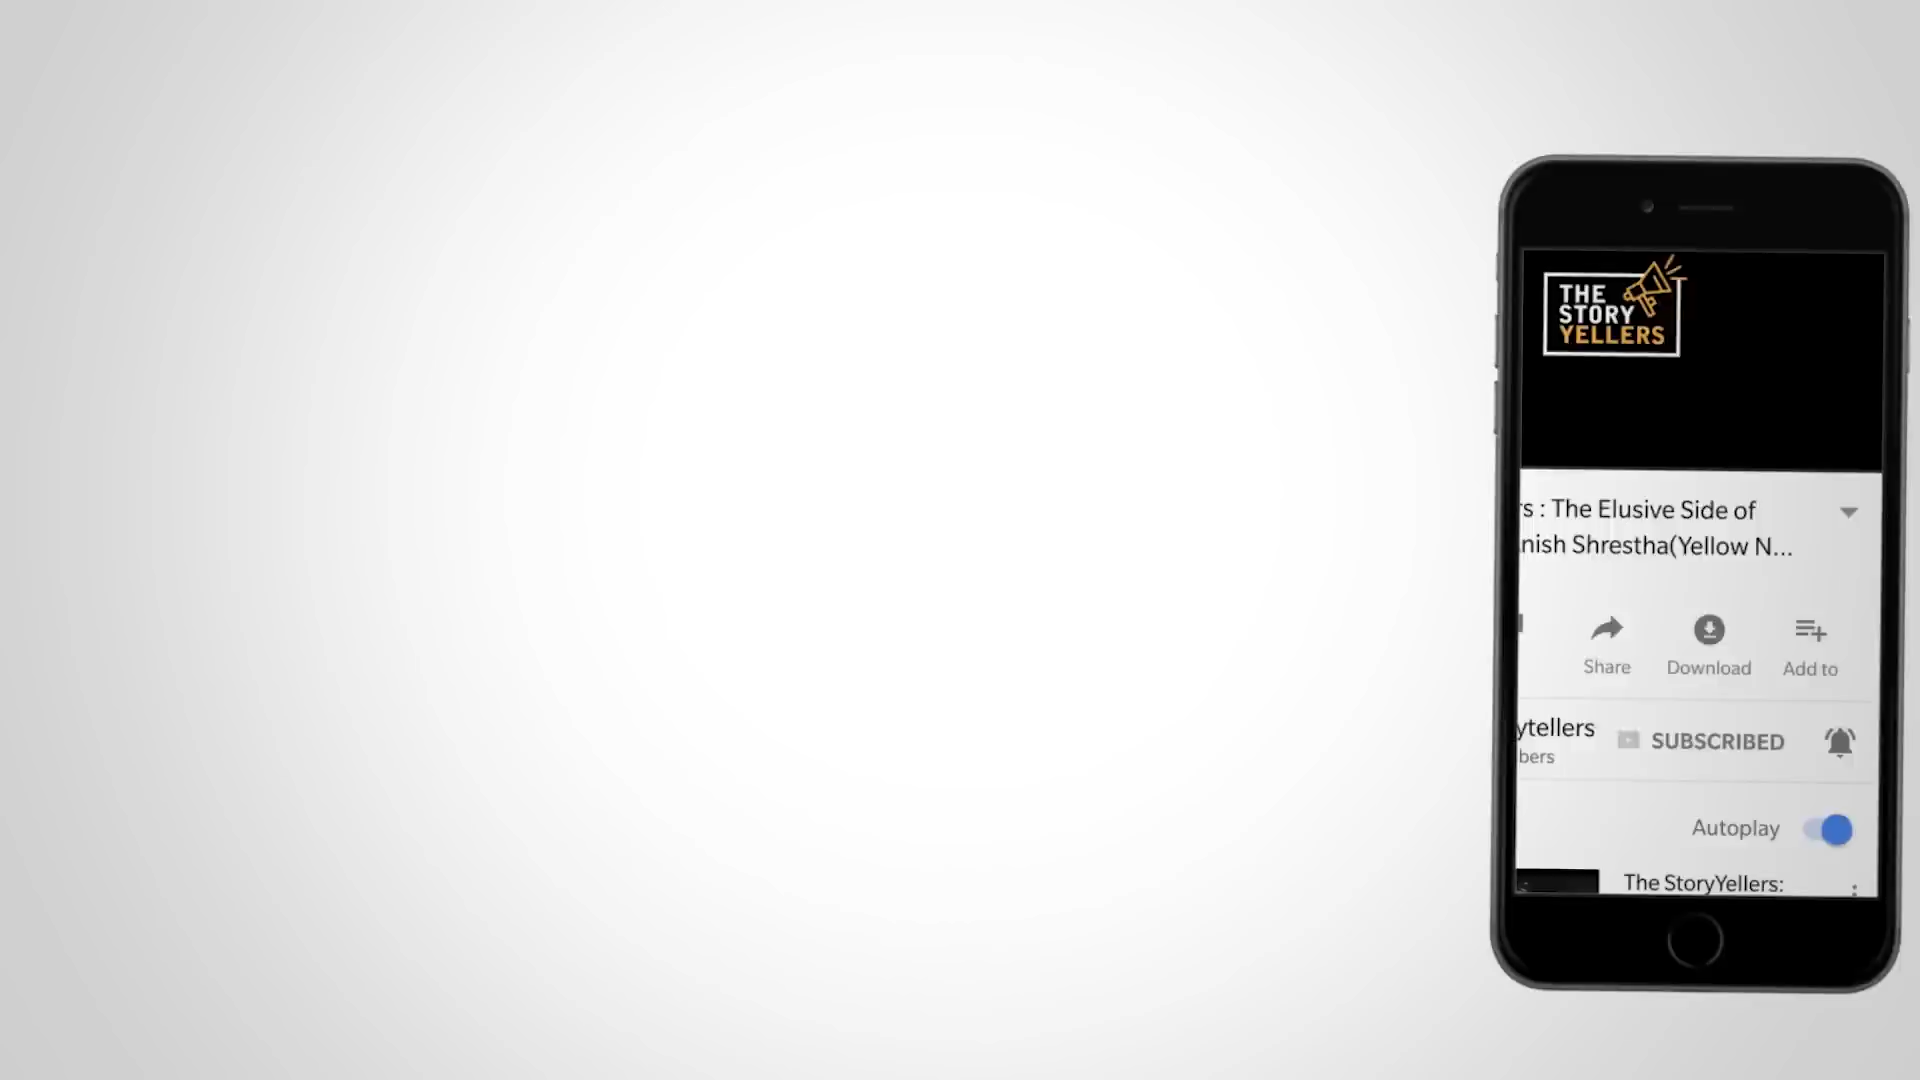 THE
STORY
YELLERS
rs : The Elusive Side of
nish Shrestha(Yellow N...
Share Download Add to
ytellers
bers
SUBSCRIBED
Autoplay
The StoryYellers: